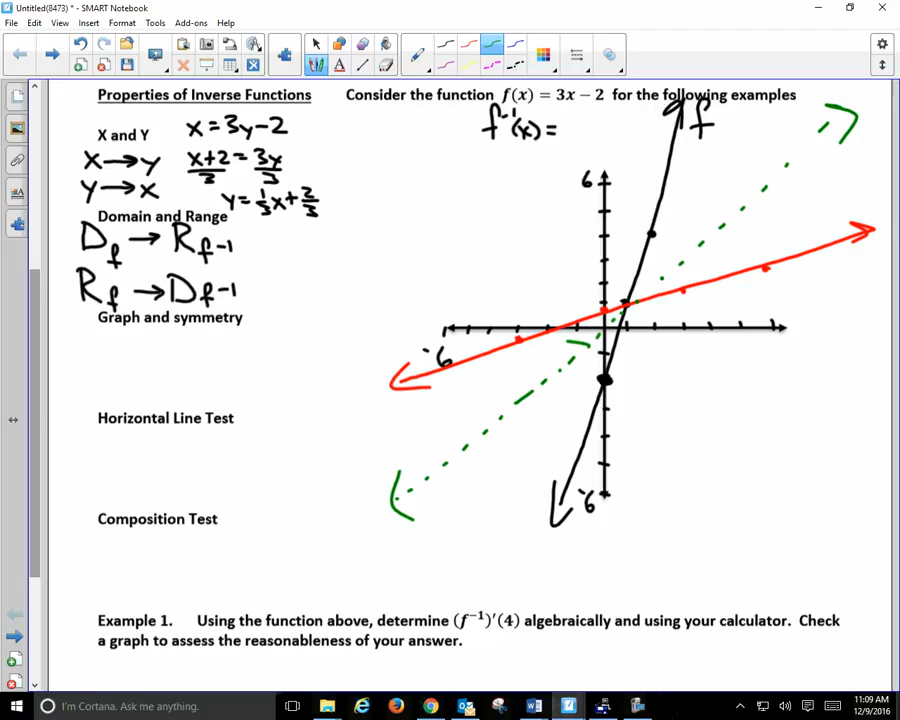 Untitled(8473) * - SMART Notebook
File Edit View Insert Format Tools Add-ons Help
Properties of Inverse Functions Consider the function f(x) = 3x − 2 for the following examples
X and Y
x = 3y − 2
f⁻¹(x) =
f
X → Y
x + 2 = 3y
3 3
Y → X
y = 1/3 x + 2/3
6
Domain and Range
D_f → R_f-1
R_f → D_f-1
Graph and symmetry
-6
Horizontal Line Test
-6
Composition Test
Example 1. Using the function above, determine (f⁻¹)′(4) algebraically and using your calculator. Check
a graph to assess the reasonableness of your answer.
I'm Cortana. Ask me anything.
11:09 AM
12/9/2016